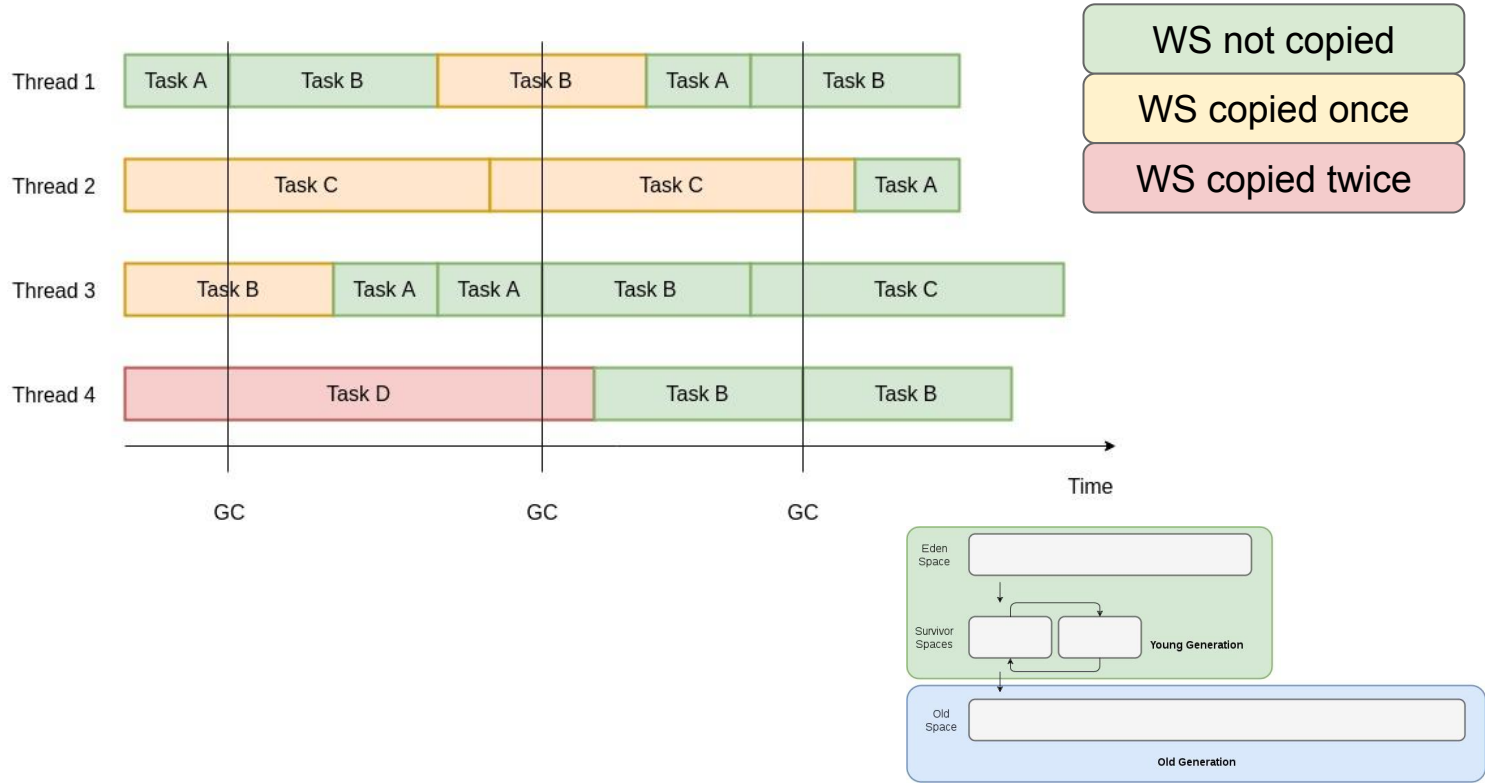 Thread 1
Task A
Task B
Task B
Task A
Task B
Thread 2
Task C
Task C
Task A
Thread 3
Task B
Task A
Task A
Task B
Task C
Thread 4
Task D
Task B
Task B
Time
GC
GC
GC
WS not copied
WS copied once
WS copied twice
Eden
Space
Survivor
Spaces
Young Generation
Old
Space
Old Generation